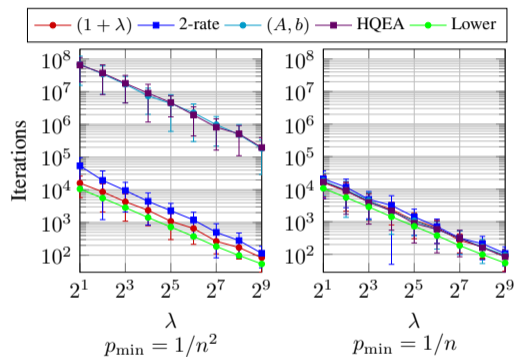 (1 + λ) 2-rate (A, b) HQEA Lower
Iterations
10^8
10^7
10^6
10^5
10^4
10^3
10^2
2^1 2^3 2^5 2^7 2^9
λ
p_min = 1/n^2
10^8
10^7
10^6
10^5
10^4
10^3
10^2
2^1 2^3 2^5 2^7 2^9
λ
p_min = 1/n